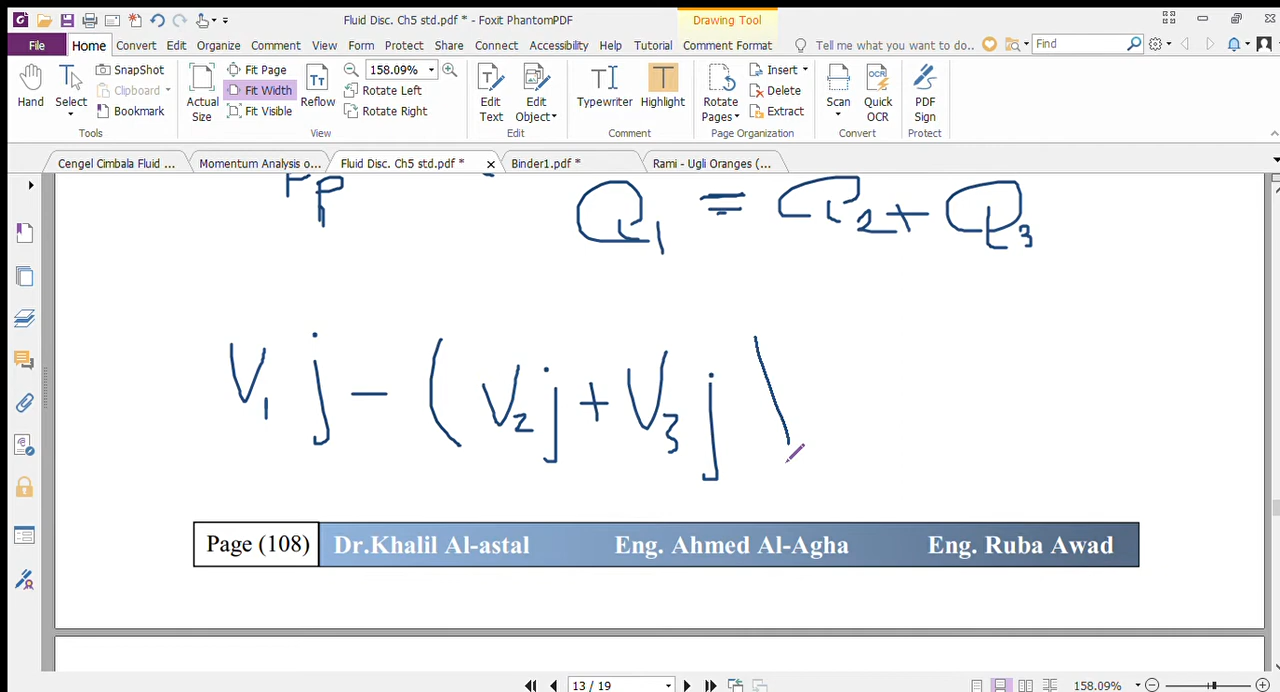 Fluid Disc. Ch5 std.pdf * - Foxit PhantomPDF
Drawing Tool
File Home Convert Edit Organize Comment View Form Protect Share Connect Accessibility Help Tutorial Comment Format Tell me what you want to do.. Find
Hand
Select
SnapShot
Clipboard
Bookmark
Tools
Actual Size
Fit Page
Fit Width
Fit Visible
Reflow
158.09%
Rotate Left
Rotate Right
View
Edit Text
Edit Object
Edit
Typewriter
Highlight
Comment
Rotate Pages
Insert
Delete
Extract
Page Organization
Scan
Quick OCR
Convert
PDF Sign
Protect
Cengel Cimbala Fluid ... Momentum Analysis o... Fluid Disc. Ch5 std.pdf * Binder1.pdf * Rami - Ugli Oranges (...
Q1 = Q2 + Q3
V1 j - ( V2 j + V3 j )
Page (108) Dr.Khalil Al-astal Eng. Ahmed Al-Agha Eng. Ruba Awad
13 / 19 158.09%